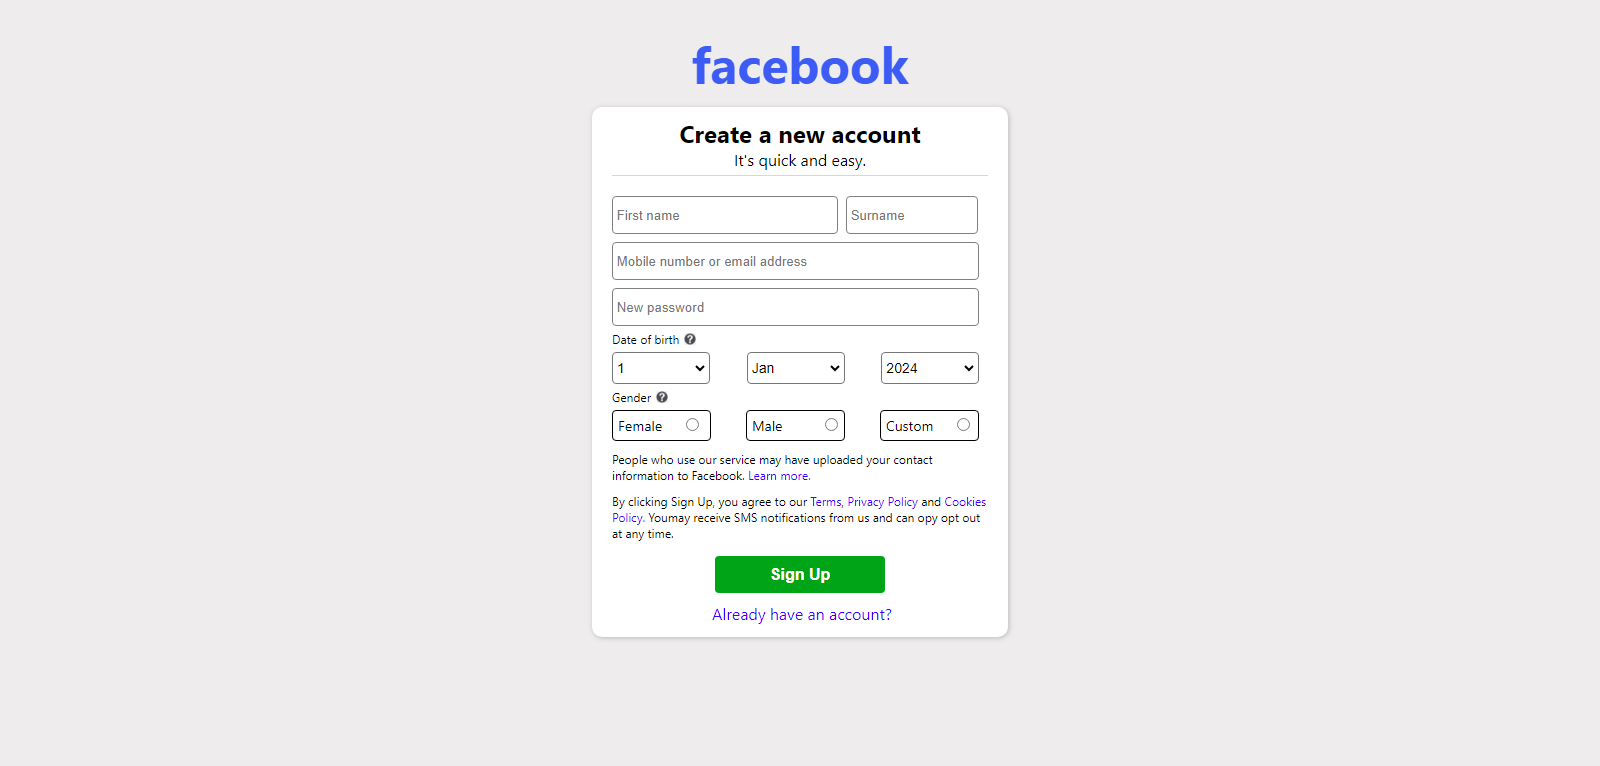 facebook
Create a new account
It's quick and easy.
First name Surname
Mobile number or email address
New password
Date of birth ?
1 Jan 2024
Gender ?
Female Male Custom
People who use our service may have uploaded your contact
information to Facebook. Learn more.
By clicking Sign Up, you agree to our Terms, Privacy Policy and Cookies
Policy. Youmay receive SMS notifications from us and can opy opt out
at any time.
Sign Up
Already have an account?